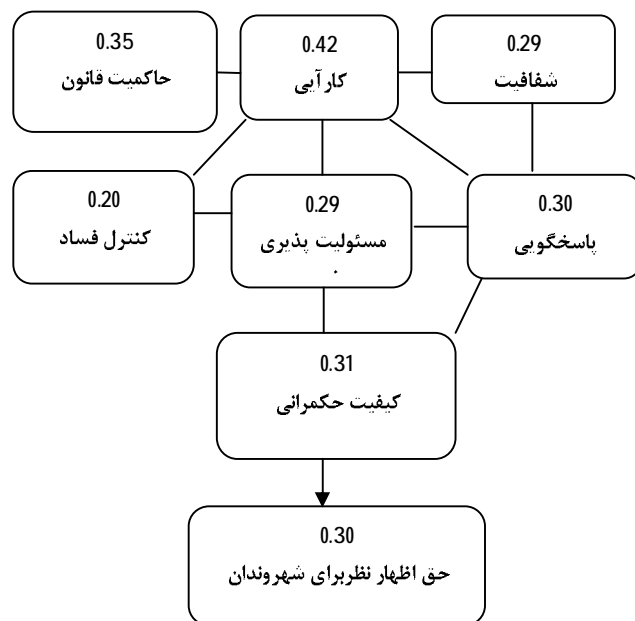 0.35
حاکمیت قانون
0.42
کارآیی
0.29
شفافیت
0.20
کنترل فساد
0.29
مسئولیت پذیری
.
0.30
پاسخگویی
0.31
کیفیت حکمرانی
0.30
حق اظهار نظربرای شهروندان